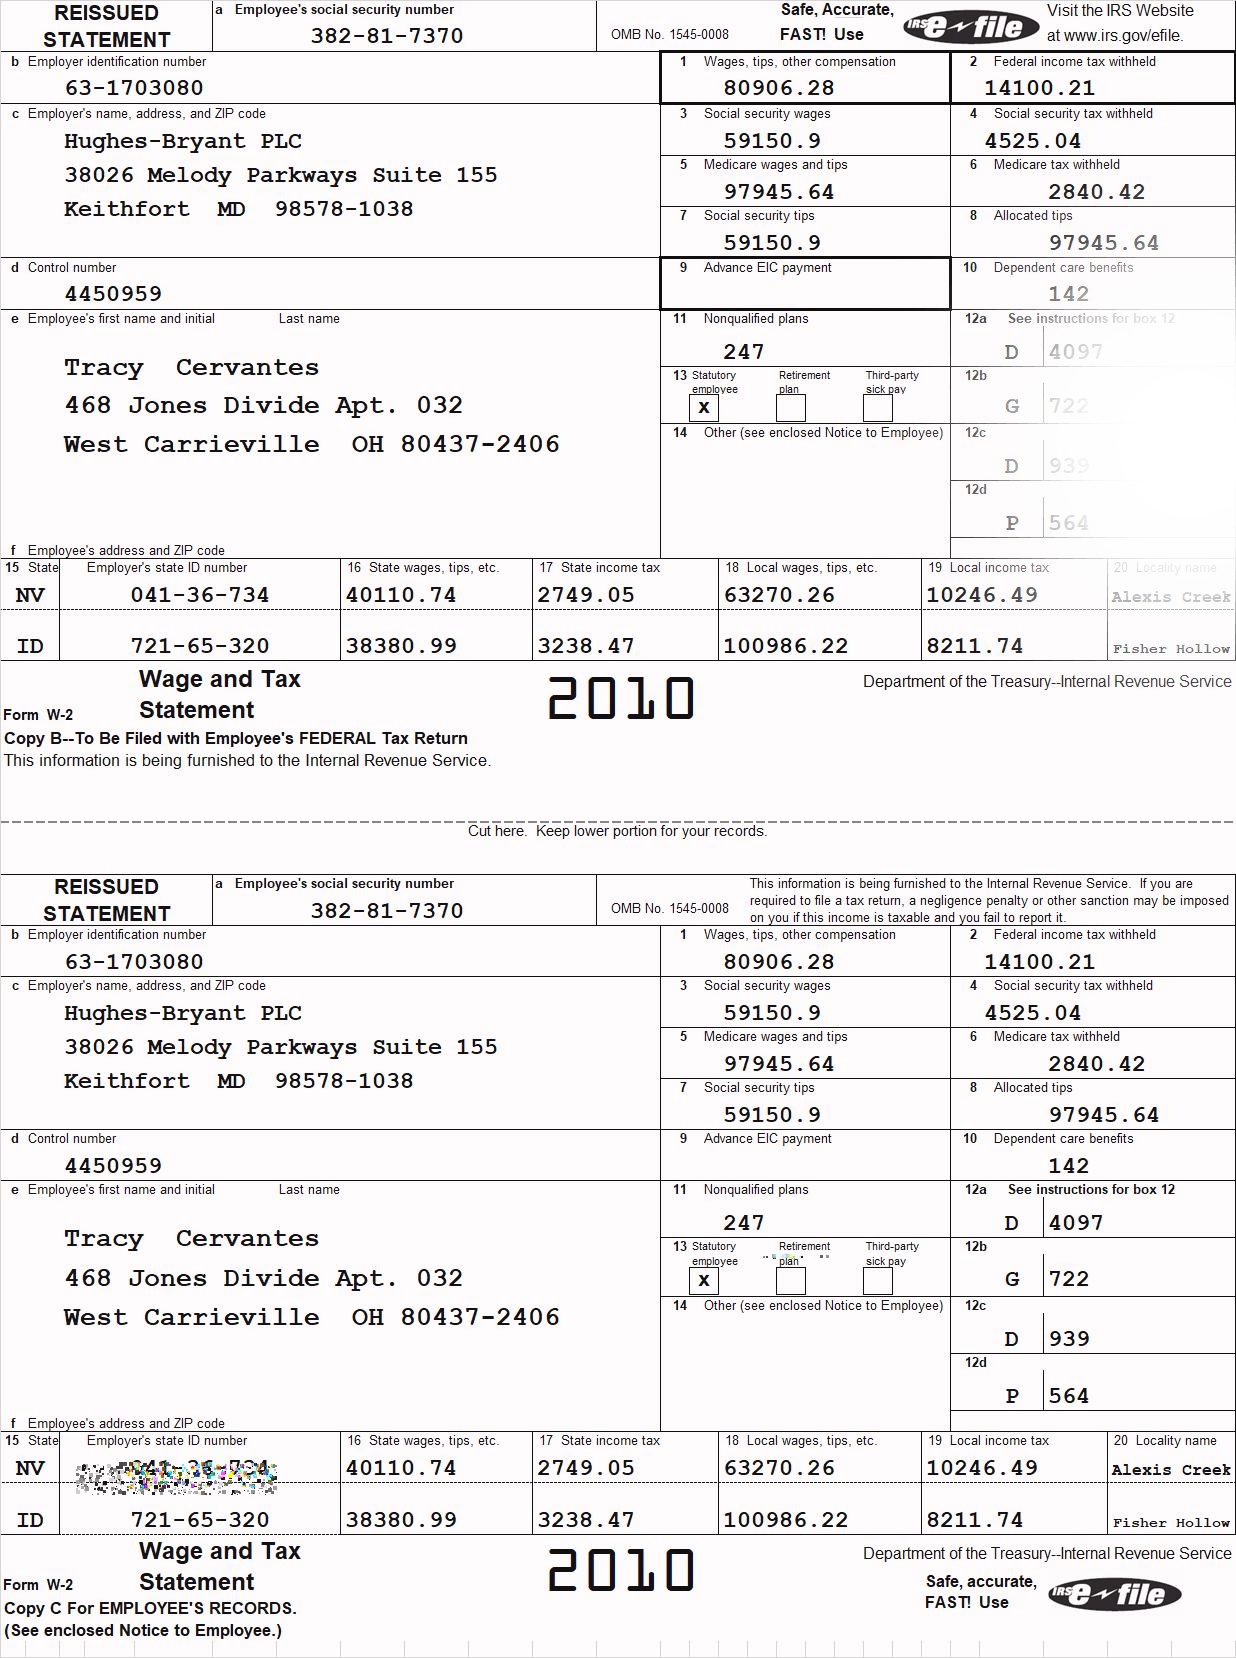 REISSUED STATEMENT
a Employee's social security number
382-81-7370
OMB No. 1545-0008
Safe, Accurate, FAST! Use
IRS e-file
Visit the IRS Website at www.irs.gov/efile.
b Employer identification number
63-1703080
1 Wages, tips, other compensation
80906.28
2 Federal income tax withheld
14100.21
c Employer's name, address, and ZIP code
Hughes-Bryant PLC
38026 Melody Parkways Suite 155
Keithfort MD 98578-1038
3 Social security wages
59150.9
4 Social security tax withheld
4525.04
5 Medicare wages and tips
97945.64
6 Medicare tax withheld
2840.42
7 Social security tips
59150.9
8 Allocated tips
97945.64
d Control number
4450959
9 Advance EIC payment
10 Dependent care benefits
142
e Employee's first name and initial Last name
Tracy Cervantes
468 Jones Divide Apt. 032
West Carrieville OH 80437-2406
11 Nonqualified plans
247
12a See instructions for box 12
D 4097
13 Statutory employee Retirement plan Third-party sick pay
X
12b
G 722
14 Other (see enclosed Notice to Employee)
12c
D 939
12d
P 564
f Employee's address and ZIP code
15 State Employer's state ID number 16 State wages, tips, etc. 17 State income tax 18 Local wages, tips, etc. 19 Local income tax 20 Locality name
NV 041-36-734 40110.74 2749.05 63270.26 10246.49 Alexis Creek
ID 721-65-320 38380.99 3238.47 100986.22 8211.74 Fisher Hollow
Form W-2 Wage and Tax Statement
2010
Department of the Treasury--Internal Revenue Service
Copy B--To Be Filed with Employee's FEDERAL Tax Return
This information is being furnished to the Internal Revenue Service.
Cut here. Keep lower portion for your records.
REISSUED STATEMENT
a Employee's social security number
382-81-7370
OMB No. 1545-0008
This information is being furnished to the Internal Revenue Service. If you are
required to file a tax return, a negligence penalty or other sanction may be imposed
on you if this income is taxable and you fail to report it.
b Employer identification number
63-1703080
1 Wages, tips, other compensation
80906.28
2 Federal income tax withheld
14100.21
c Employer's name, address, and ZIP code
Hughes-Bryant PLC
38026 Melody Parkways Suite 155
Keithfort MD 98578-1038
3 Social security wages
59150.9
4 Social security tax withheld
4525.04
5 Medicare wages and tips
97945.64
6 Medicare tax withheld
2840.42
7 Social security tips
59150.9
8 Allocated tips
97945.64
d Control number
4450959
9 Advance EIC payment
10 Dependent care benefits
142
e Employee's first name and initial Last name
Tracy Cervantes
468 Jones Divide Apt. 032
West Carrieville OH 80437-2406
11 Nonqualified plans
247
12a See instructions for box 12
D 4097
13 Statutory employee Retirement plan Third-party sick pay
X
12b
G 722
14 Other (see enclosed Notice to Employee)
12c
D 939
12d
P 564
f Employee's address and ZIP code
15 State Employer's state ID number 16 State wages, tips, etc. 17 State income tax 18 Local wages, tips, etc. 19 Local income tax 20 Locality name
NV 40110.74 2749.05 63270.26 10246.49 Alexis Creek
ID 721-65-320 38380.99 3238.47 100986.22 8211.74 Fisher Hollow
Form W-2 Wage and Tax Statement
2010
Department of the Treasury--Internal Revenue Service
Safe, accurate, FAST! Use
IRS e-file
Copy C For EMPLOYEE'S RECORDS.
(See enclosed Notice to Employee.)